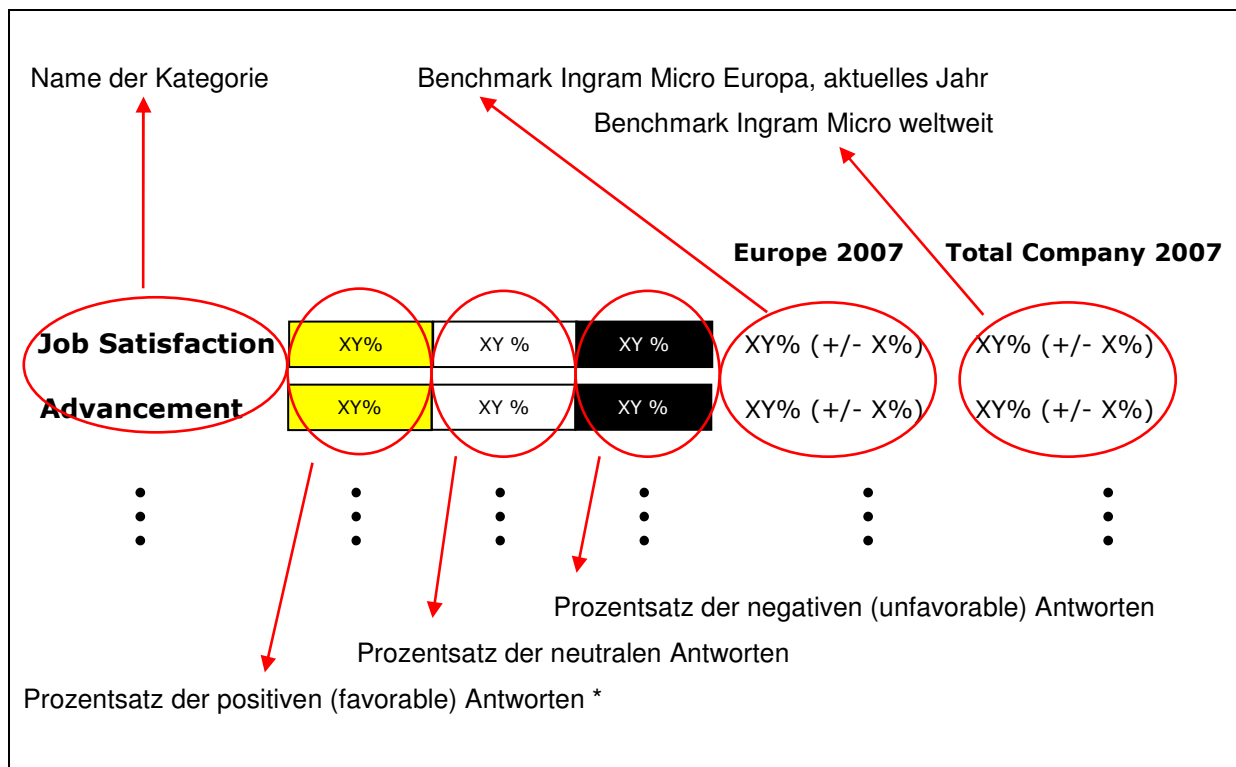 Name der Kategorie
Benchmark Ingram Micro Europa, aktuelles Jahr
Benchmark Ingram Micro weltweit
Europe 2007 Total Company 2007
Job Satisfaction XY% XY % XY % XY% (+/- X%) XY% (+/- X%)
Advancement XY% XY % XY % XY% (+/- X%) XY% (+/- X%)
Prozentsatz der negativen (unfavorable) Antworten
Prozentsatz der neutralen Antworten
Prozentsatz der positiven (favorable) Antworten *